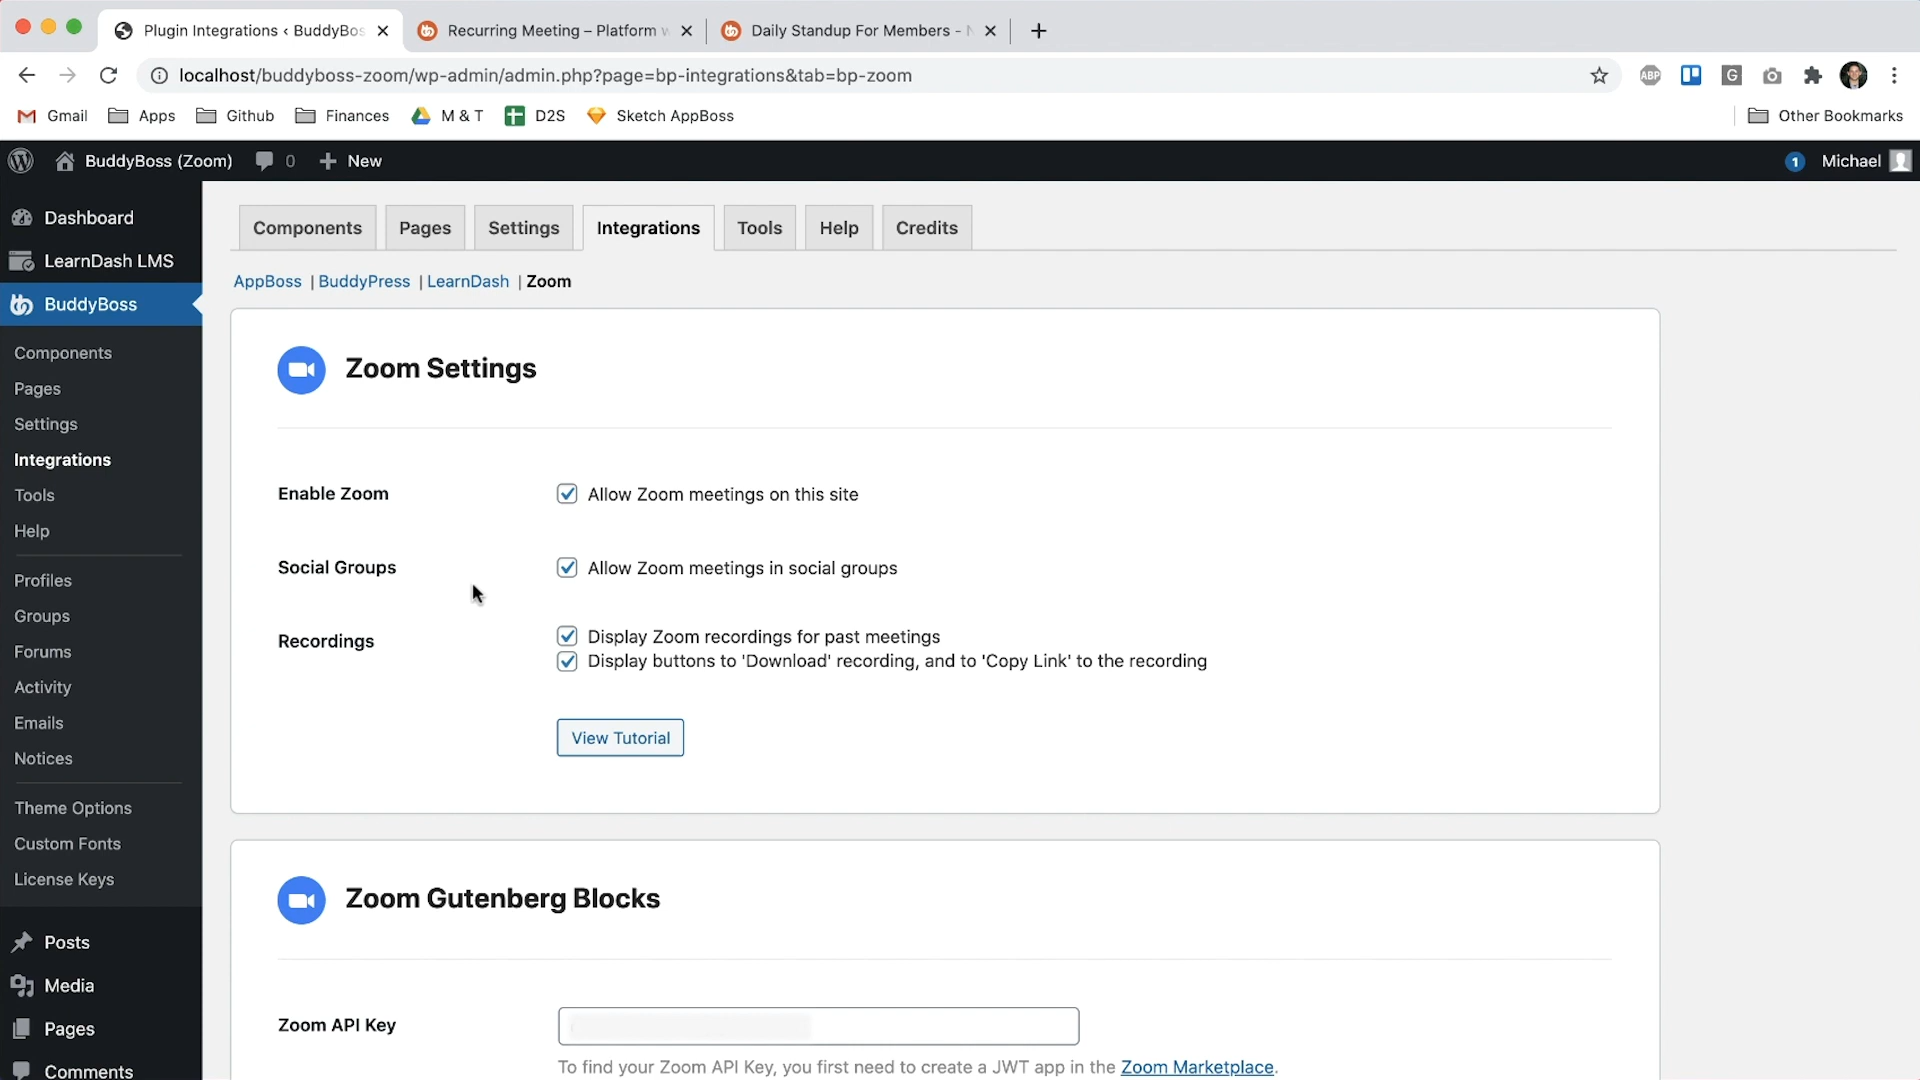 Plugin Integrations ‹ BuddyBos
Recurring Meeting – Platform w
Daily Standup For Members – N
localhost/buddyboss-zoom/wp-admin/admin.php?page=bp-integrations&tab=bp-zoom
ABP
G
Gmail
Apps
Github
Finances
M & T
D2S
Sketch AppBoss
Other Bookmarks
BuddyBoss (Zoom)
0
New
1
Michael
Dashboard
LearnDash LMS
BuddyBoss
Components
Pages
Settings
Integrations
Tools
Help
Profiles
Groups
Forums
Activity
Emails
Notices
Theme Options
Custom Fonts
License Keys
Posts
Media
Pages
Comments
Components
Pages
Settings
Integrations
Tools
Help
Credits
AppBoss | BuddyPress | LearnDash | Zoom
Zoom Settings
Enable Zoom
Allow Zoom meetings on this site
Social Groups
Allow Zoom meetings in social groups
Recordings
Display Zoom recordings for past meetings
Display buttons to 'Download' recording, and to 'Copy Link' to the recording
View Tutorial
Zoom Gutenberg Blocks
Zoom API Key
To find your Zoom API Key, you first need to create a JWT app in the Zoom Marketplace.